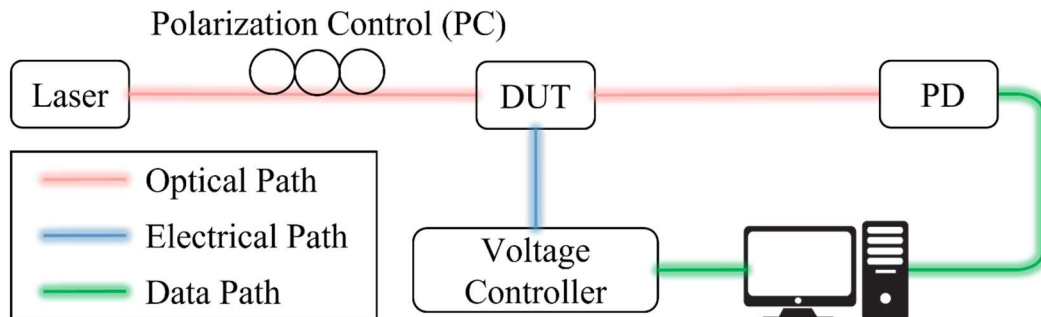 Polarization Control (PC)
Laser
DUT
PD
Optical Path
Electrical Path
Data Path
Voltage
Controller